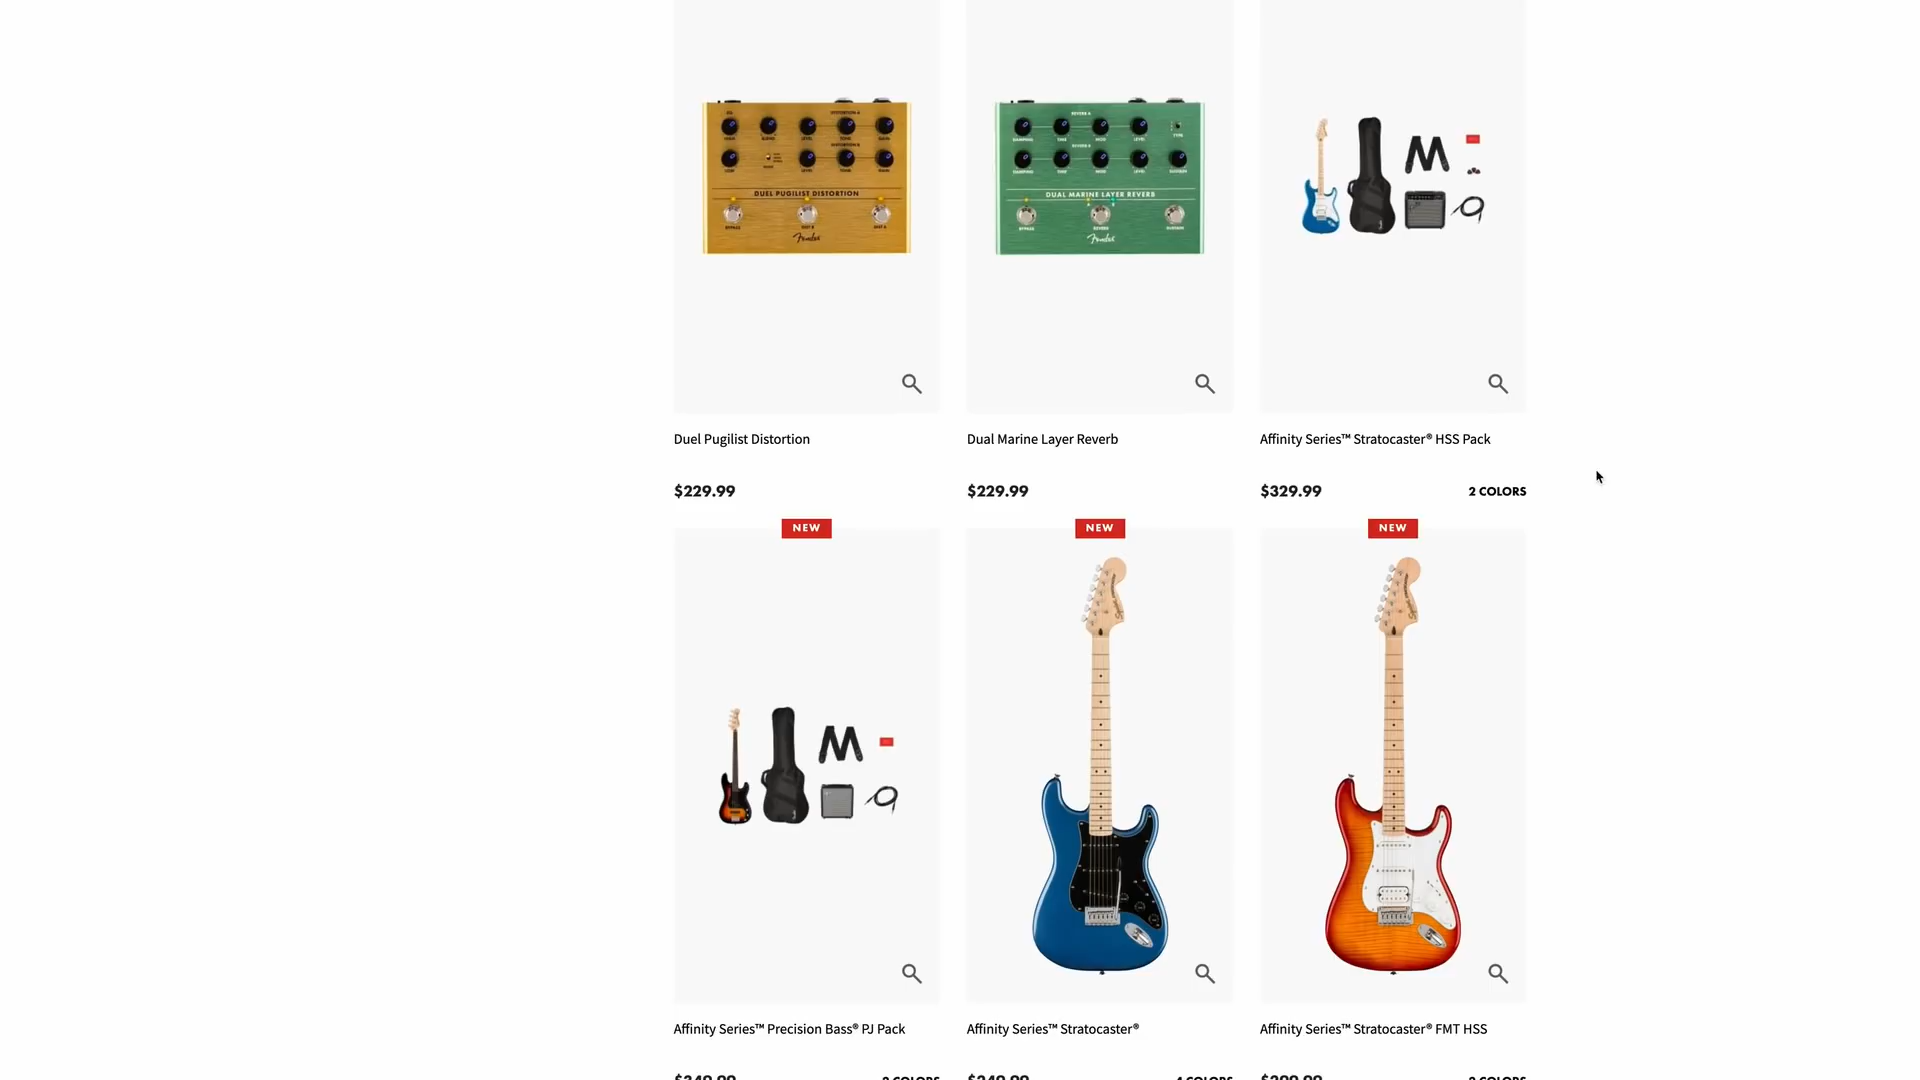 DUEL PUGILIST DISTORTION
Fender
DUAL MARINE LAYER REVERB
Fender
Duel Pugilist Distortion
Dual Marine Layer Reverb
Affinity Series™ Stratocaster® HSS Pack
$229.99
$229.99
$329.99
2 COLORS
NEW
NEW
NEW
Affinity Series™ Precision Bass® PJ Pack
Affinity Series™ Stratocaster®
Affinity Series™ Stratocaster® FMT HSS